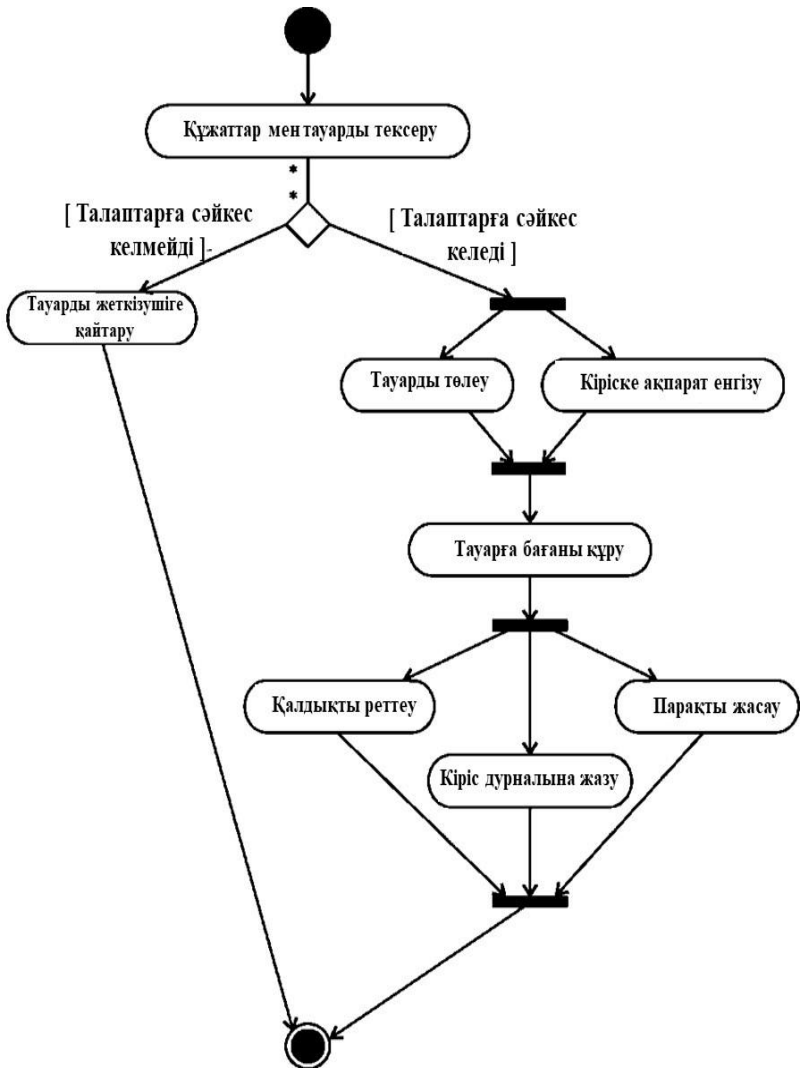 Құжаттар мен тауарды тексеру
*
*
[ Талаптарға сәйкес
келмейді ]
[ Талаптарға сәйкес
келеді ]
Тауарды жеткізушіге
қайтару
Тауарды төлеу
Кіріске ақпарат енгізу
Тауарға бағаны құру
Қалдықты реттеу
Парақты жасау
Кіріс дурналына жазу